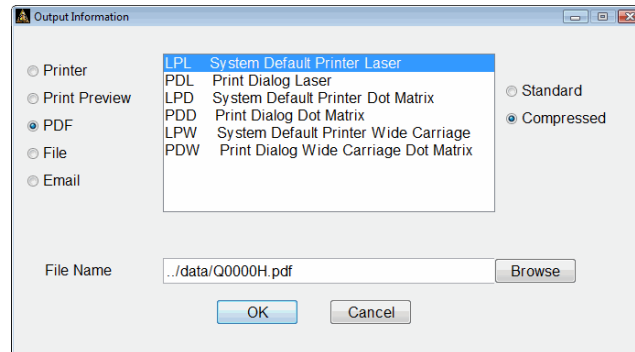 Output Information
Printer
Print Preview
PDF
File
Email
LPL System Default Printer Laser
PDL Print Dialog Laser
LPD System Default Printer Dot Matrix
PDD Print Dialog Dot Matrix
LPW System Default Printer Wide Carriage
PDW Print Dialog Wide Carriage Dot Matrix
Standard
Compressed
File Name
../data/Q0000H.pdf
Browse
OK
Cancel